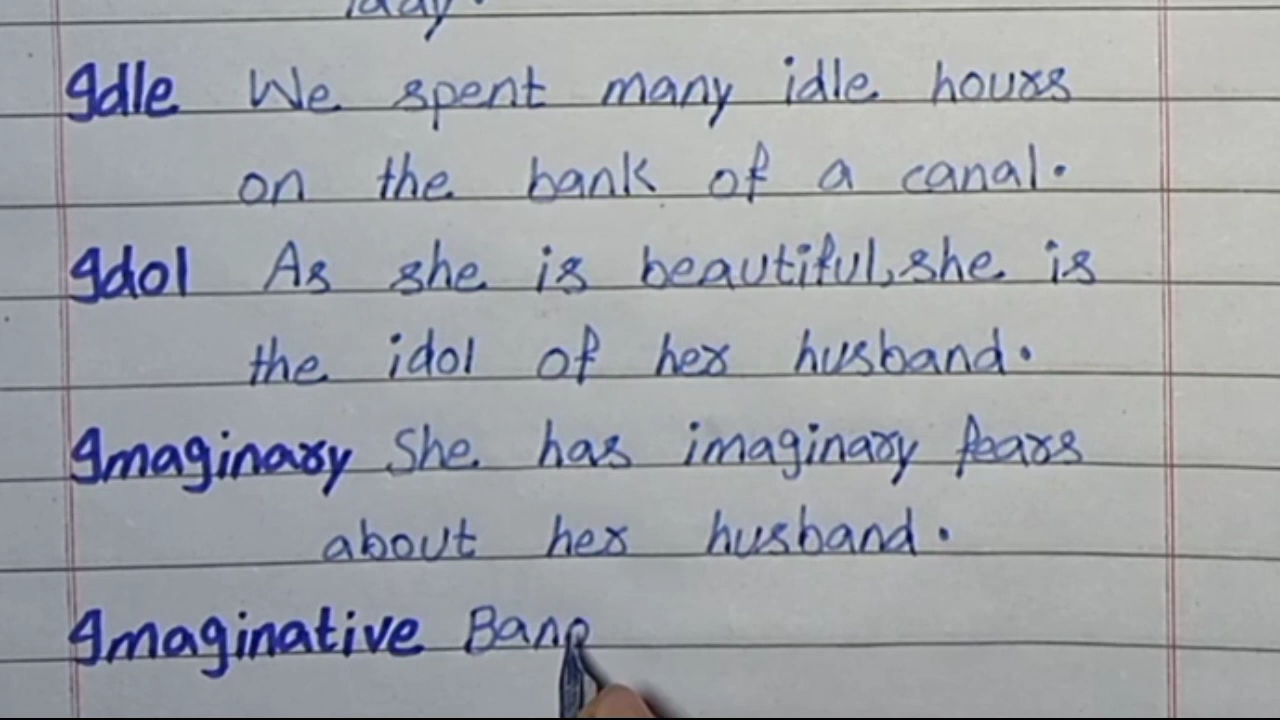 lady.
Idle We spent many idle hours
on the bank of a canal.
Idol As she is beautiful, she is
the idol of her husband.
Imaginary She has imaginary fears
about her husband.
Imaginative